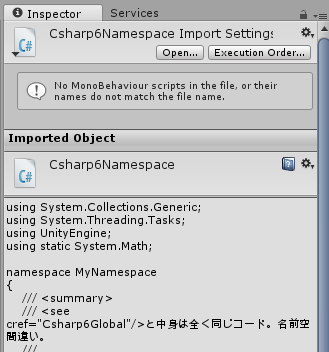 Inspector
Services
Csharp6Namespace Import Settings
Open...
Execution Order...
No MonoBehaviour scripts in the file, or their
names do not match the file name.
Imported Object
Csharp6Namespace
using System.Collections.Generic;
using System.Threading.Tasks;
using UnityEngine;
using static System.Math;
namespace MyNamespace
{
/// <summary>
/// <see
cref="Csharp6Global"/>と中身は全く同じコード。名前空
間違い。
///